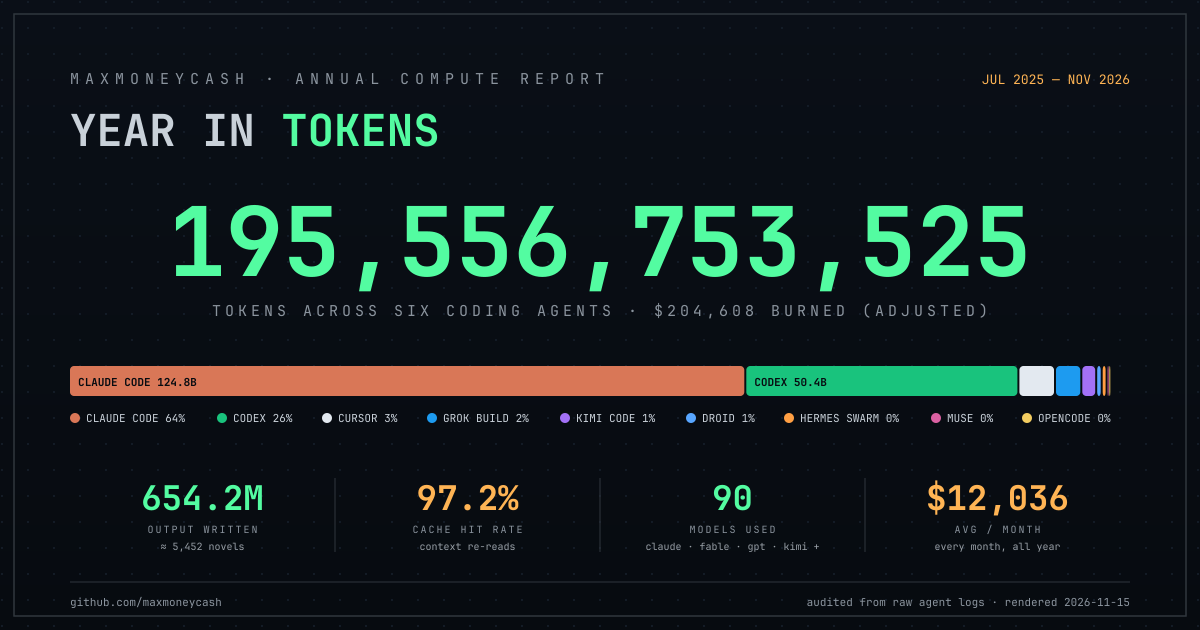 MAXMONEYCASH · ANNUAL COMPUTE REPORT
JUL 2025 — NOV 2026
YEAR IN TOKENS
195,556,753,525
TOKENS ACROSS SIX CODING AGENTS · $204,608 BURNED (ADJUSTED)
CLAUDE CODE 124.8B
CODEX 50.4B
CLAUDE CODE 64%
CODEX 26%
CURSOR 3%
GROK BUILD 2%
KIMI CODE 1%
DROID 1%
HERMES SWARM 0%
MUSE 0%
OPENCODE 0%
654.2M
OUTPUT WRITTEN
≈ 5,452 novels
97.2%
CACHE HIT RATE
context re-reads
90
MODELS USED
claude · fable · gpt · kimi +
$12,036
AVG / MONTH
every month, all year
github.com/maxmoneycash
audited from raw agent logs · rendered 2026-11-15